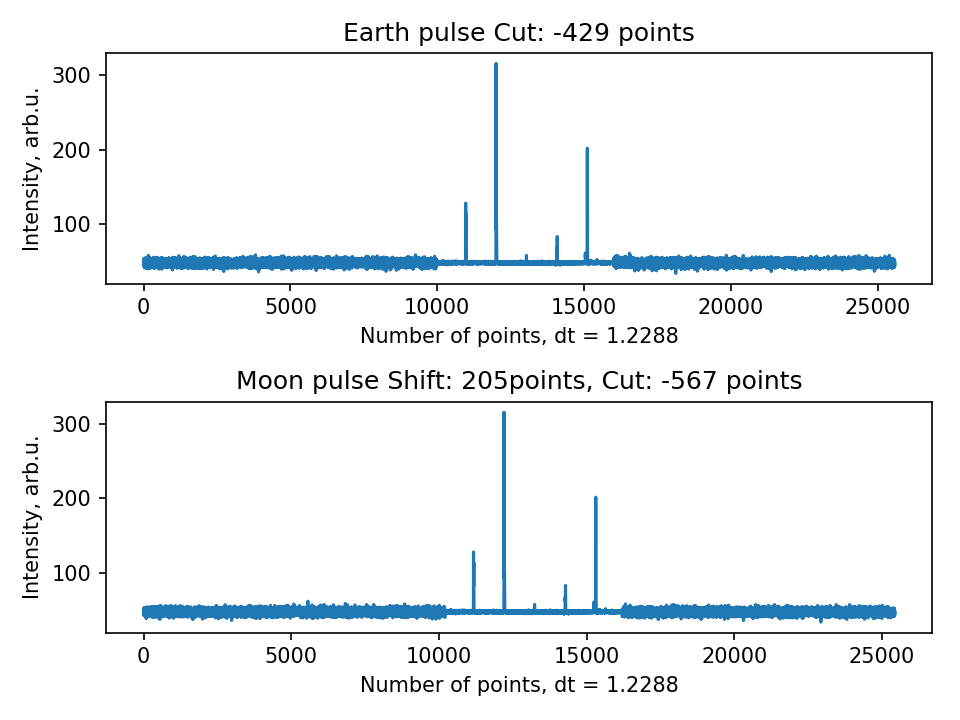 Earth pulse Cut: -429 points
300
200
100
Intensity, arb.u.
0 5000 10000 15000 20000 25000
Number of points, dt = 1.2288
Moon pulse Shift: 205points, Cut: -567 points
300
200
100
Intensity, arb.u.
0 5000 10000 15000 20000 25000
Number of points, dt = 1.2288